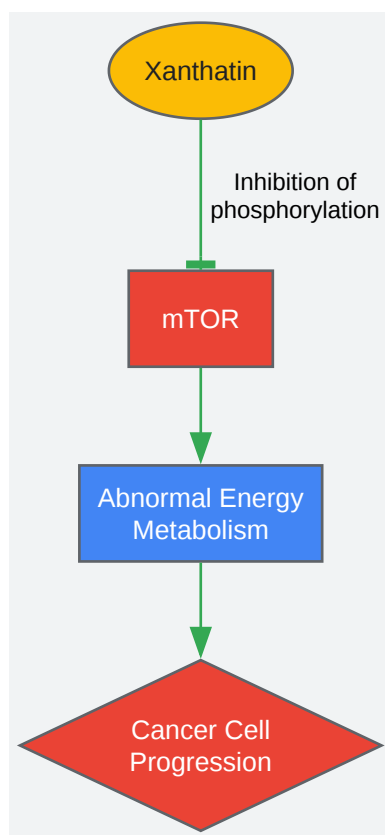 Xanthatin
Inhibition of
phosphorylation
mTOR
Abnormal Energy
Metabolism
Cancer Cell
Progression